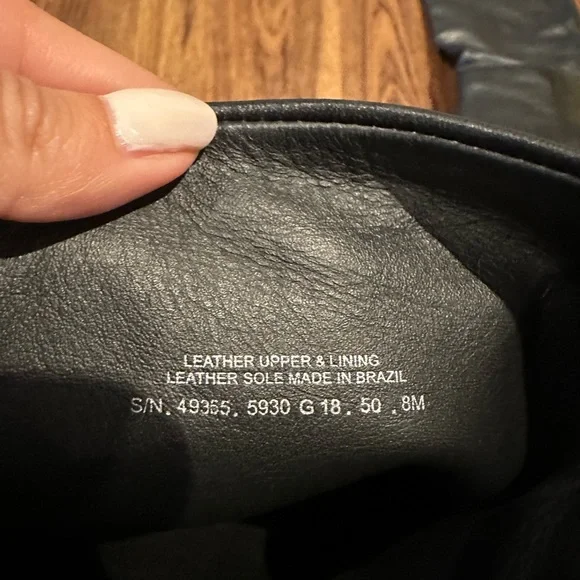 LEATHER UPPER & LINING
LEATHER SOLE MADE IN BRAZIL
S/N. 49355. 5930 G 18 . 50 . 8M